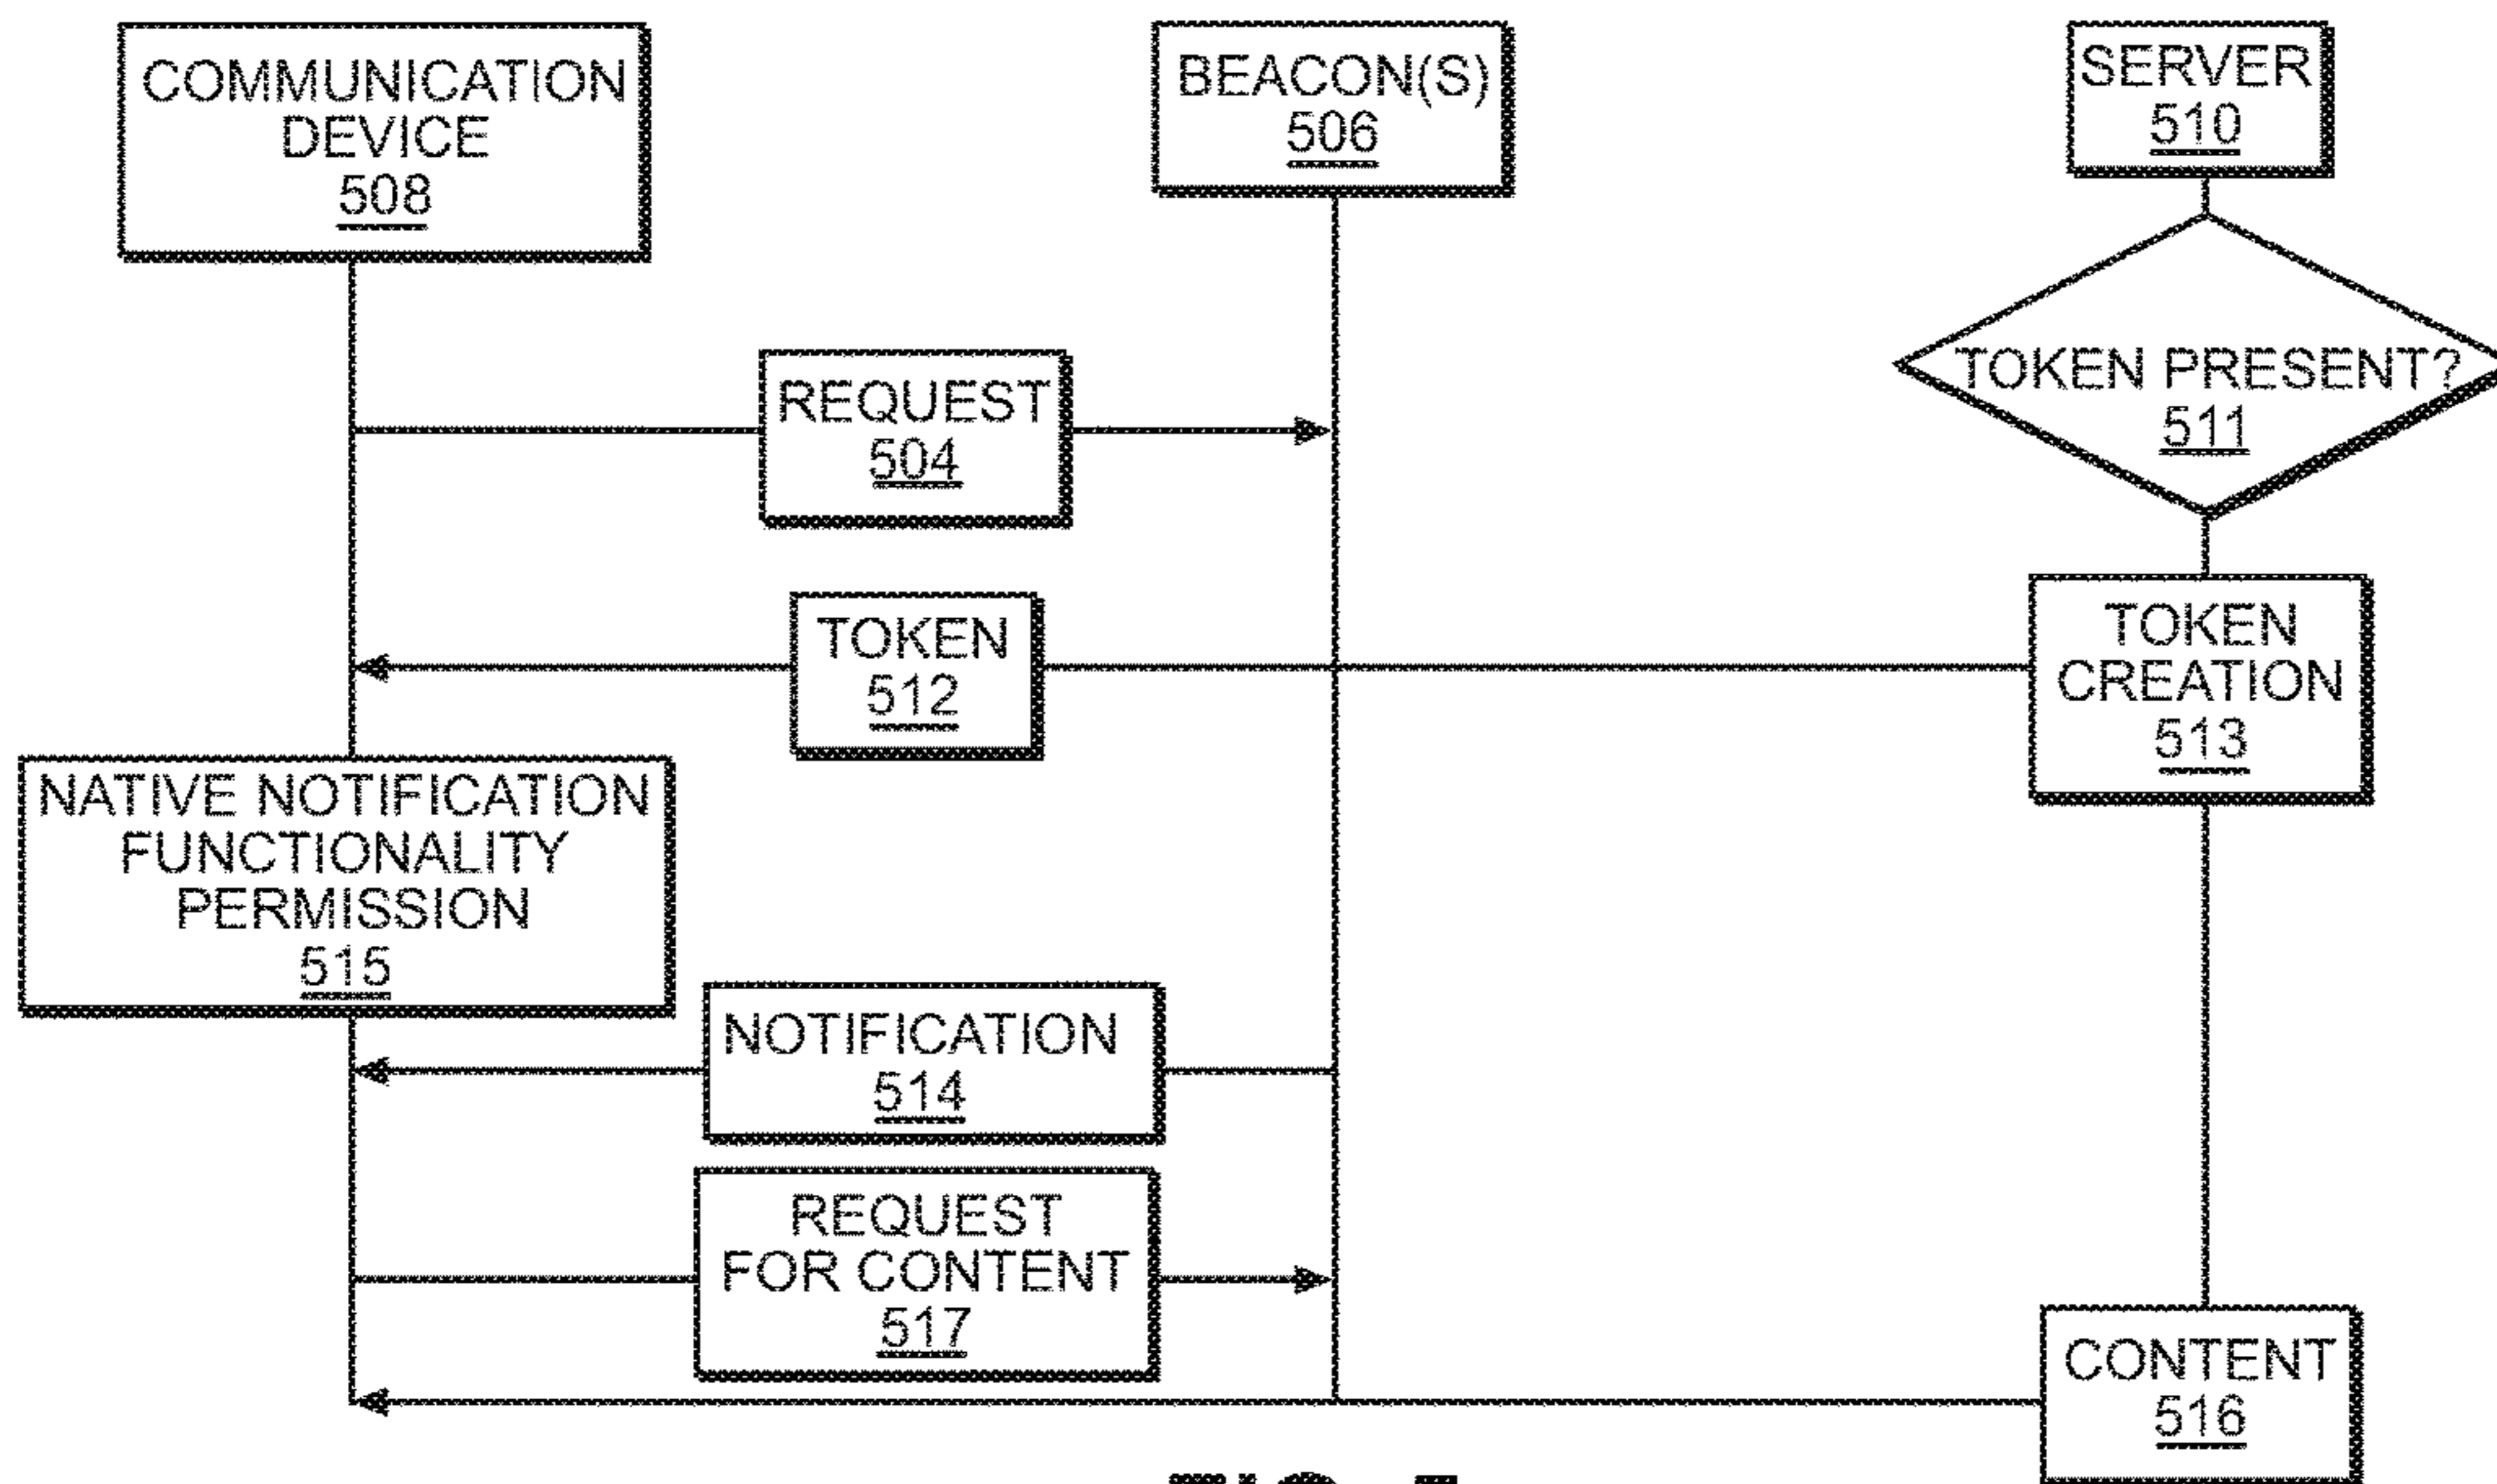 COMMUNICATION
DEVICE
508
BEACON(S)
506
SERVER
510
TOKEN PRESENT?
511
REQUEST
504
TOKEN
512
TOKEN
CREATION
513
NATIVE NOTIFICATION
FUNCTIONALITY
PERMISSION
515
NOTIFICATION
514
REQUEST
FOR CONTENT
517
CONTENT
516